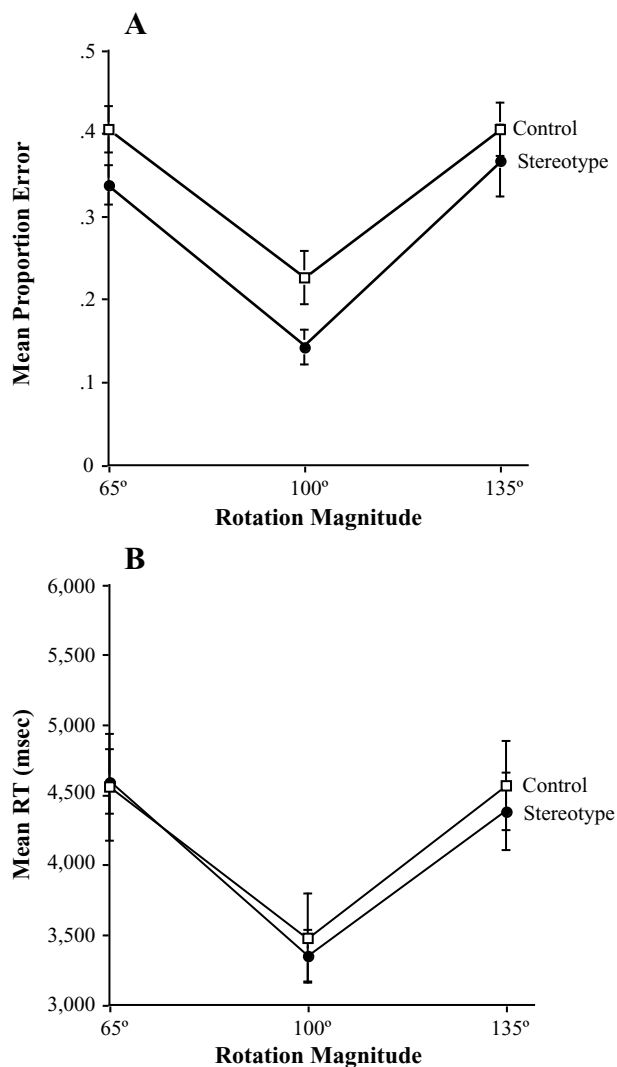 A
.5
.4
.3
.2
.1
0
Mean Proportion Error
Control
Stereotype
65º 100º 135º
Rotation Magnitude
B
6,000
5,500
5,000
4,500
4,000
3,500
3,000
Mean RT (msec)
Control
Stereotype
65º 100º 135º
Rotation Magnitude